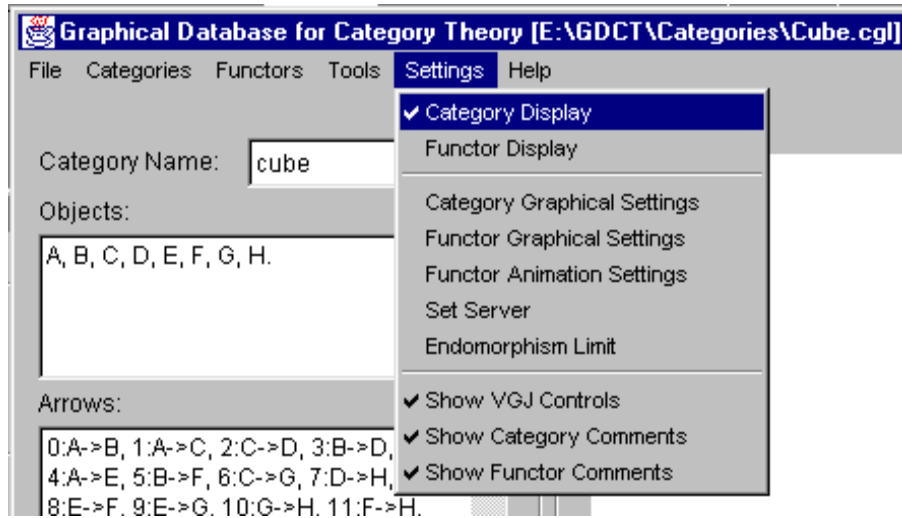 Graphical Database for Category Theory [E:\GDCT\Categories\Cube.cgl]
File Categories Functors Tools Settings Help
Category Display
Functor Display
Category Name: cube
Category Graphical Settings
Objects:
Functor Graphical Settings
A, B, C, D, E, F, G, H.
Functor Animation Settings
Set Server
Endomorphism Limit
Arrows:
Show VGJ Controls
Show Category Comments
Show Functor Comments
0:A->B, 1:A->C, 2:C->D, 3:B->D,
4:A->E, 5:B->F, 6:C->G, 7:D->H,
8:E->F, 9:E->G, 10:G->H, 11:F->H.